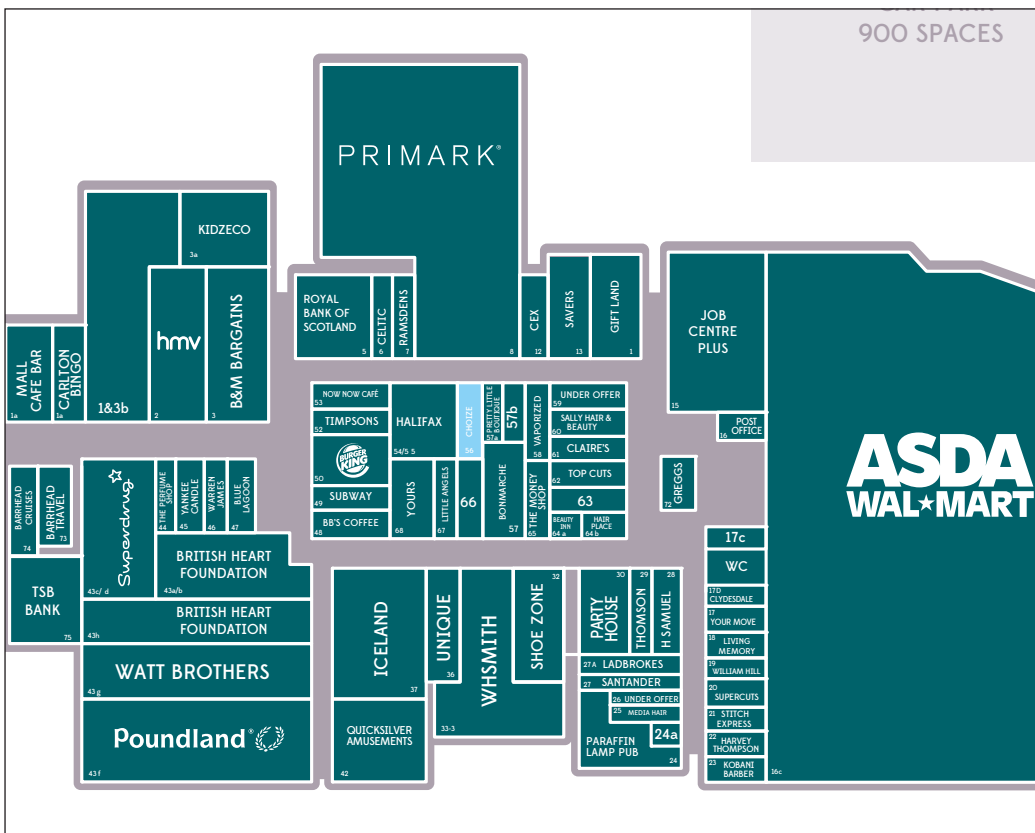 900 SPACES
PRIMARK®
8
KIDZECO
3a
1&3b
hmv
2
B&M BARGAINS
3
MALL
CAFE BAR
1a
CARLTON
BINGO
1a
ROYAL
BANK OF
SCOTLAND
5
CELTIC
6
RAMSDENS
7
CEX
12
SAVERS
13
GIFT LAND
1
JOB
CENTRE
PLUS
15
POST
OFFICE
16
ASDA
WAL★MART
16c
NOW NOW CAFÉ
53
TIMPSONS
52
BURGER
KING
50
SUBWAY
49
BB'S COFFEE
48
HALIFAX
54/5 5
CHOIZE
56
PRETTY LITTLE
BOUTIQUE
57a
57b
VAPORIZED
58
UNDER OFFER
59
SALLY HAIR &
BEAUTY
60
CLAIRE'S
61
TOP CUTS
62
63
BEAUTY
INN
64 a
HAIR
PLACE
64 b
YOURS
68
LITTLE ANGELS
67
66
BONMARCHE
57
THE MONEY
SHOP
65
GREGGS
72
BARRHEAD
CRUISES
74
BARRHEAD
TRAVEL
73
TSB
BANK
75
Superdrug
43c/ d
THE PERFUME
SHOP
44
YANKEE
CANDLE
45
WARREN
JAMES
46
BLUE
LAGOON
47
BRITISH HEART
FOUNDATION
43a/b
BRITISH HEART
FOUNDATION
43h
WATT BROTHERS
43 g
Poundland®
43 f
ICELAND
37
UNIQUE
36
WHSMITH
33-3
SHOE ZONE
32
QUICKSILVER
AMUSEMENTS
42
PARTY
HOUSE
30
THOMSON
29
H SAMUEL
28
27A LADBROKES
27 SANTANDER
26 UNDER OFFER
25 MEDIA HAIR
24a
PARAFFIN
LAMP PUB
24
17c
WC
17D
CLYDESDALE
17
YOUR MOVE
18
LIVING
MEMORY
19
WILLIAM HILL
20
SUPERCUTS
21 STITCH
EXPRESS
22
HARVEY
THOMPSON
23 KOBANI
BARBER